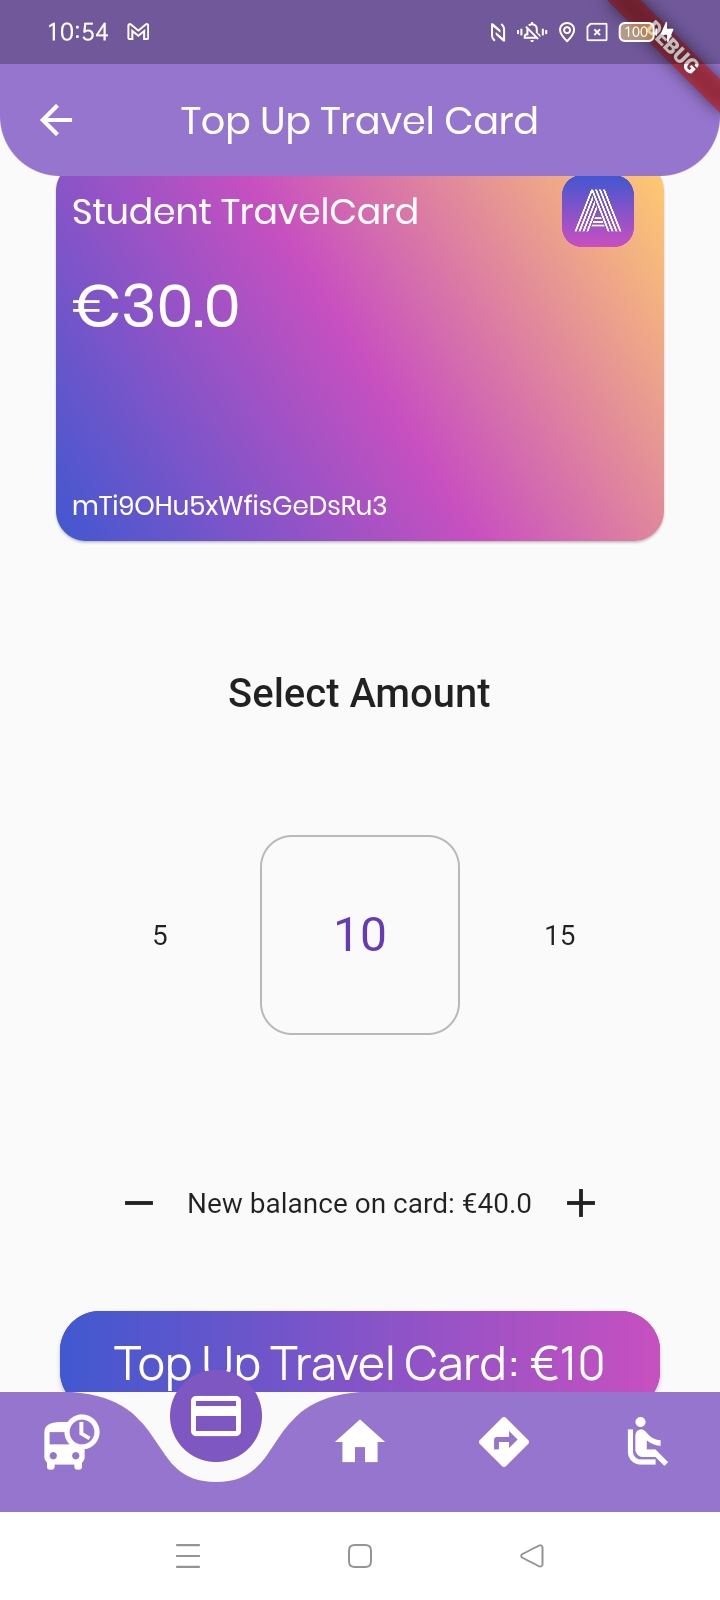 10:54
100
DEBUG
Top Up Travel Card
Student TravelCard
€30.0
mTi9OHu5xWfisGeDsRu3
Select Amount
5 10 15
New balance on card: €40.0
Top Up Travel Card: €10